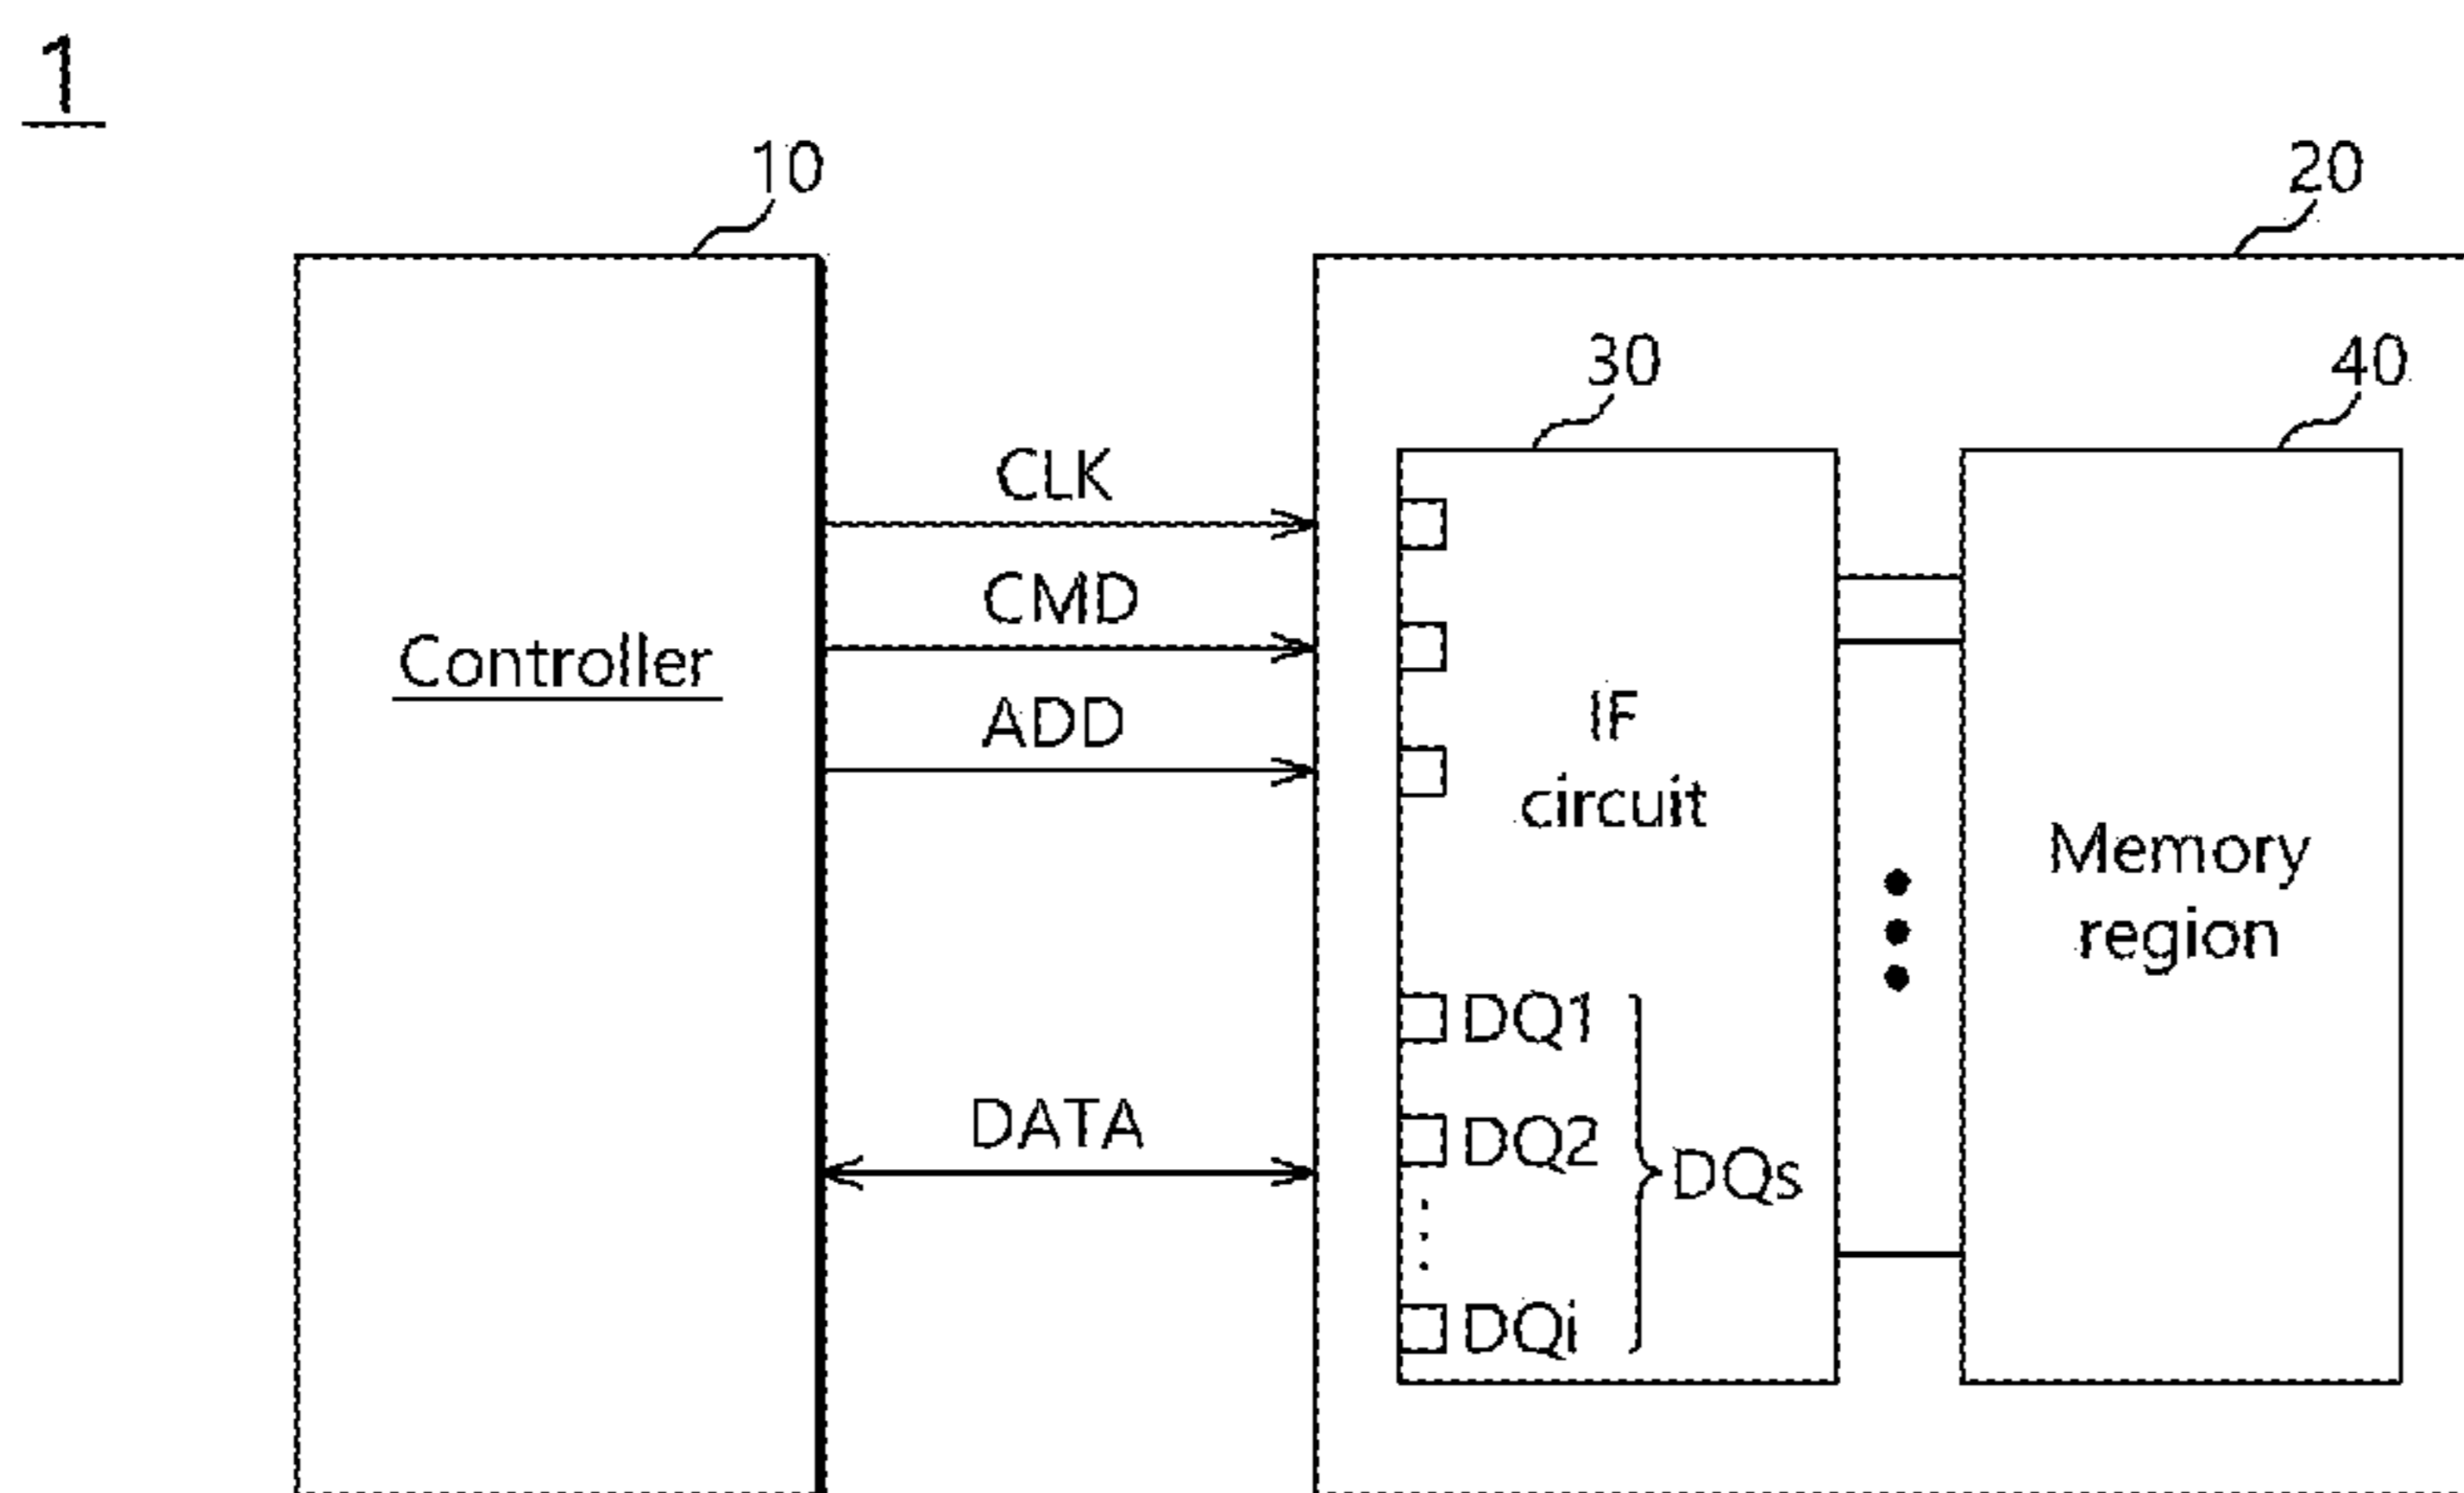 1
10
20
30
40
CLK
CMD
ADD
DATA
Controller
IF
circuit
Memory
region
DQ1
DQ2
DQi
DQs